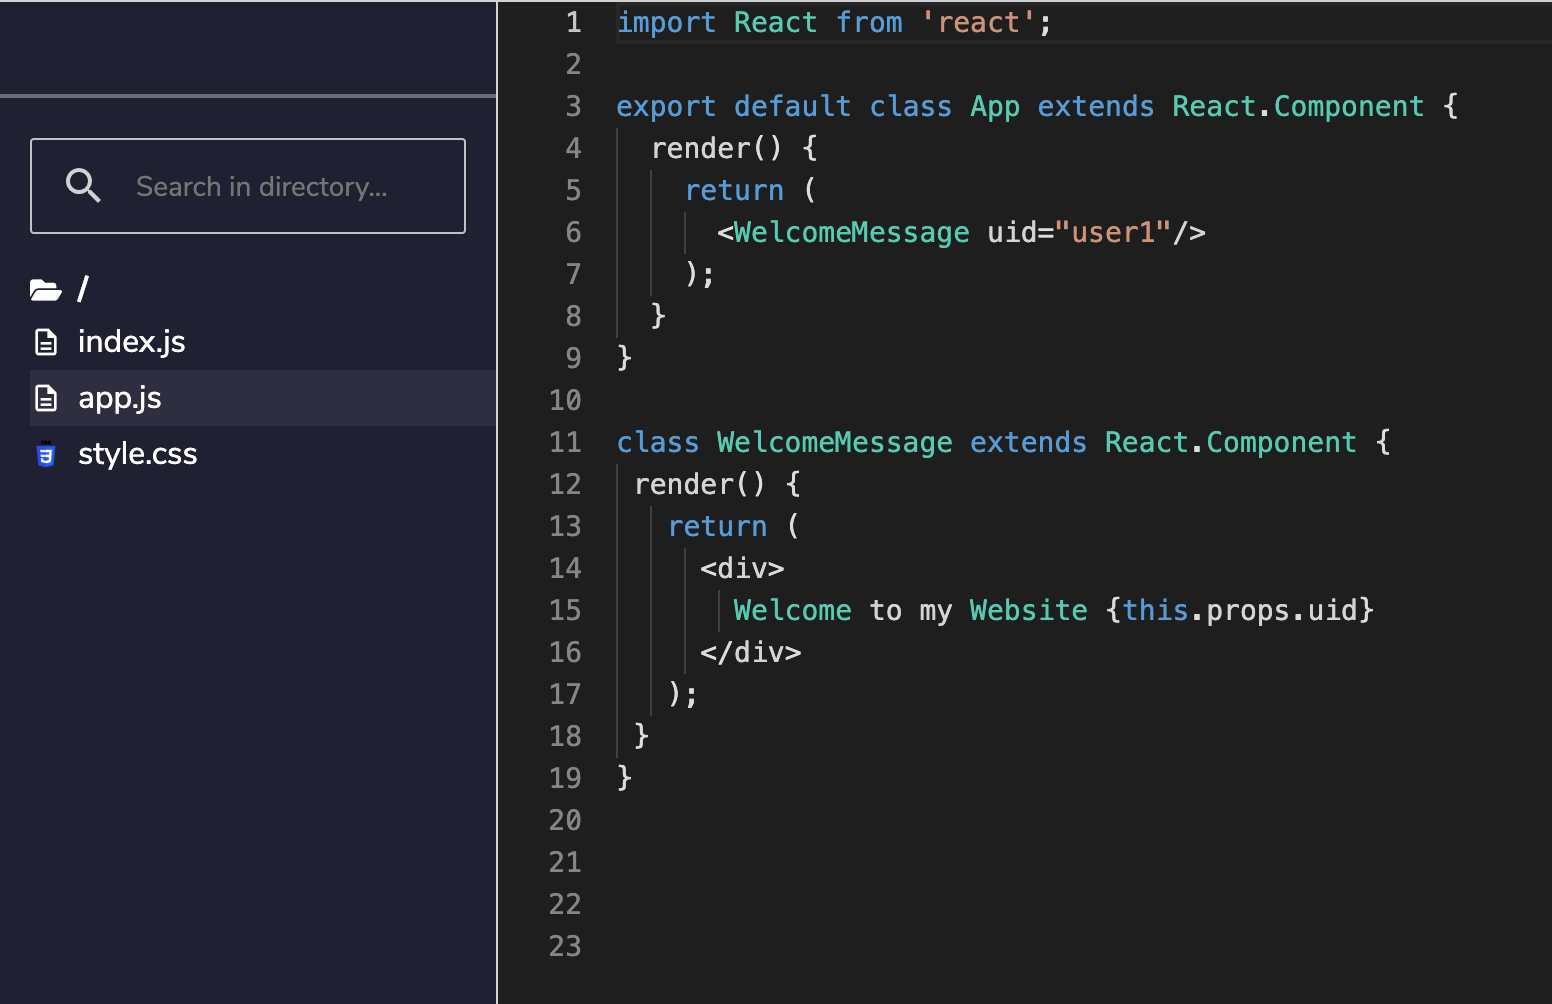 Search in directory...
/
index.js
app.js
style.css
1 import React from 'react';
2
3 export default class App extends React.Component {
4   render() {
5     return (
6       <WelcomeMessage uid="user1"/>
7     );
8   }
9 }
10
11 class WelcomeMessage extends React.Component {
12  render() {
13    return (
14      <div>
15        Welcome to my Website {this.props.uid}
16      </div>
17    );
18  }
19 }
20
21
22
23